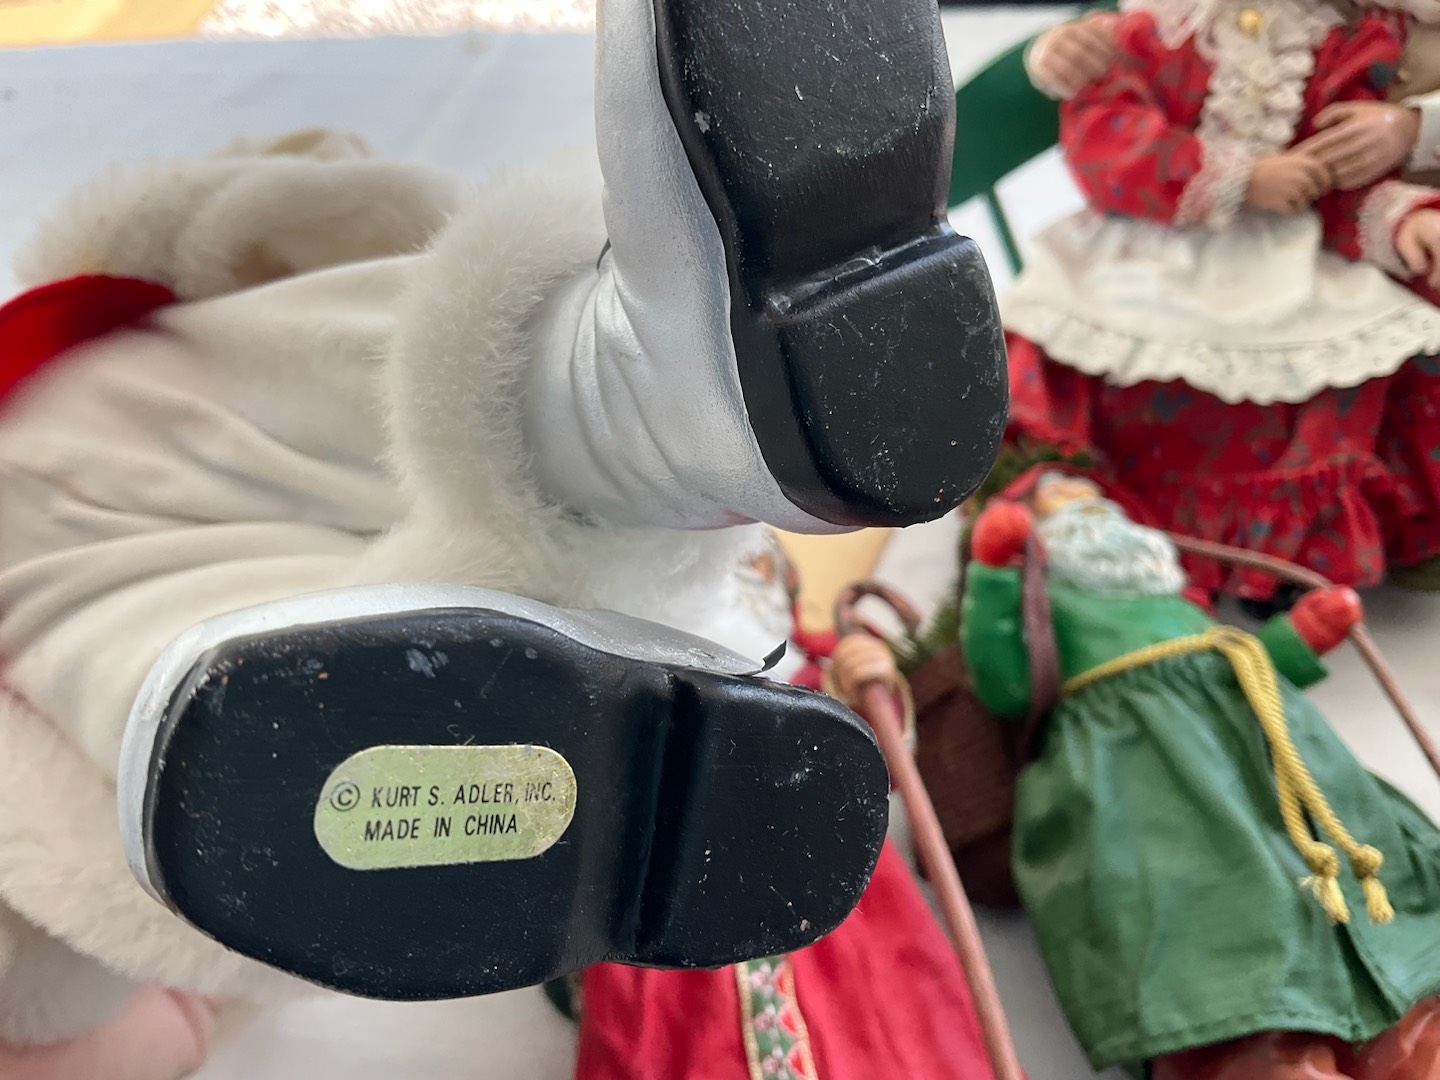 © KURT S. ADLER, INC.
MADE IN CHINA